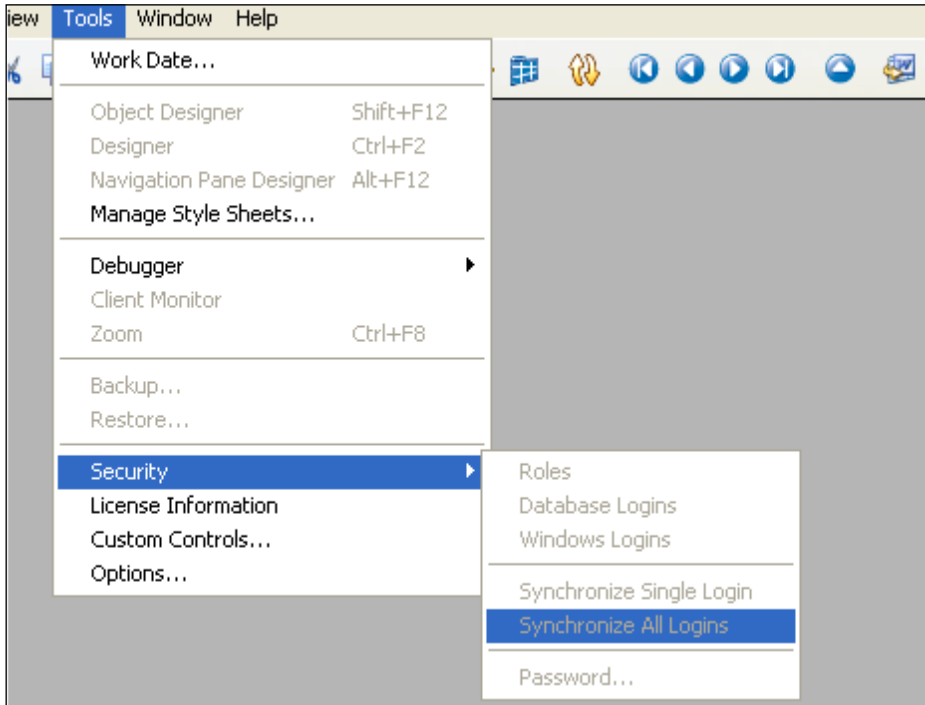 iew Tools Window Help
Work Date...
Object Designer Shift+F12
Designer Ctrl+F2
Navigation Pane Designer Alt+F12
Manage Style Sheets...
Debugger
Client Monitor
Zoom Ctrl+F8
Backup...
Restore...
Security
License Information
Custom Controls...
Options...
Roles
Database Logins
Windows Logins
Synchronize Single Login
Synchronize All Logins
Password...